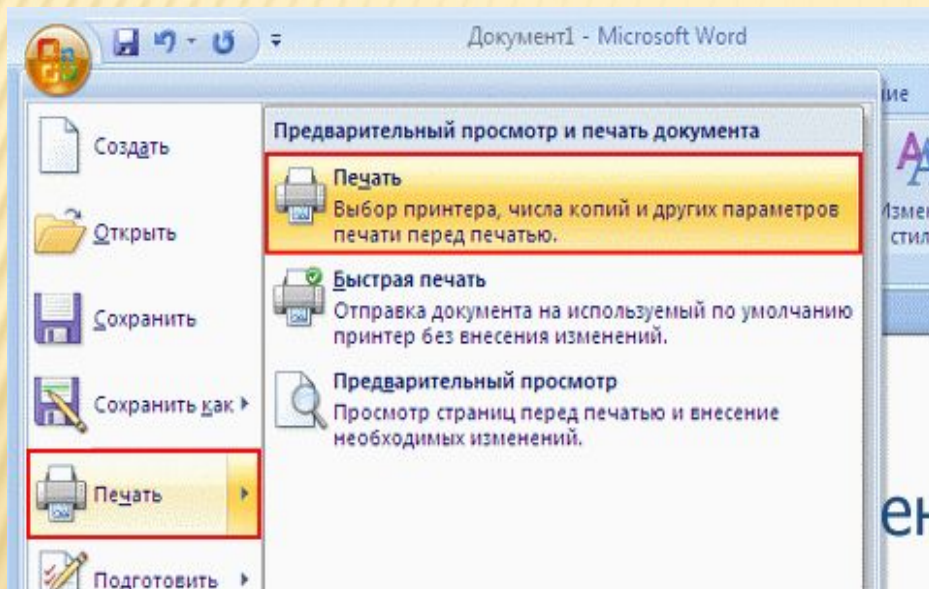 Документ1 - Microsoft Word
Создать
Открыть
Сохранить
Сохранить как
Печать
Подготовить
Предварительный просмотр и печать документа
Печать
Выбор принтера, числа копий и других параметров
печати перед печатью.
Быстрая печать
Отправка документа на используемый по умолчанию
принтер без внесения изменений.
Предварительный просмотр
Просмотр страниц перед печатью и внесение
необходимых изменений.